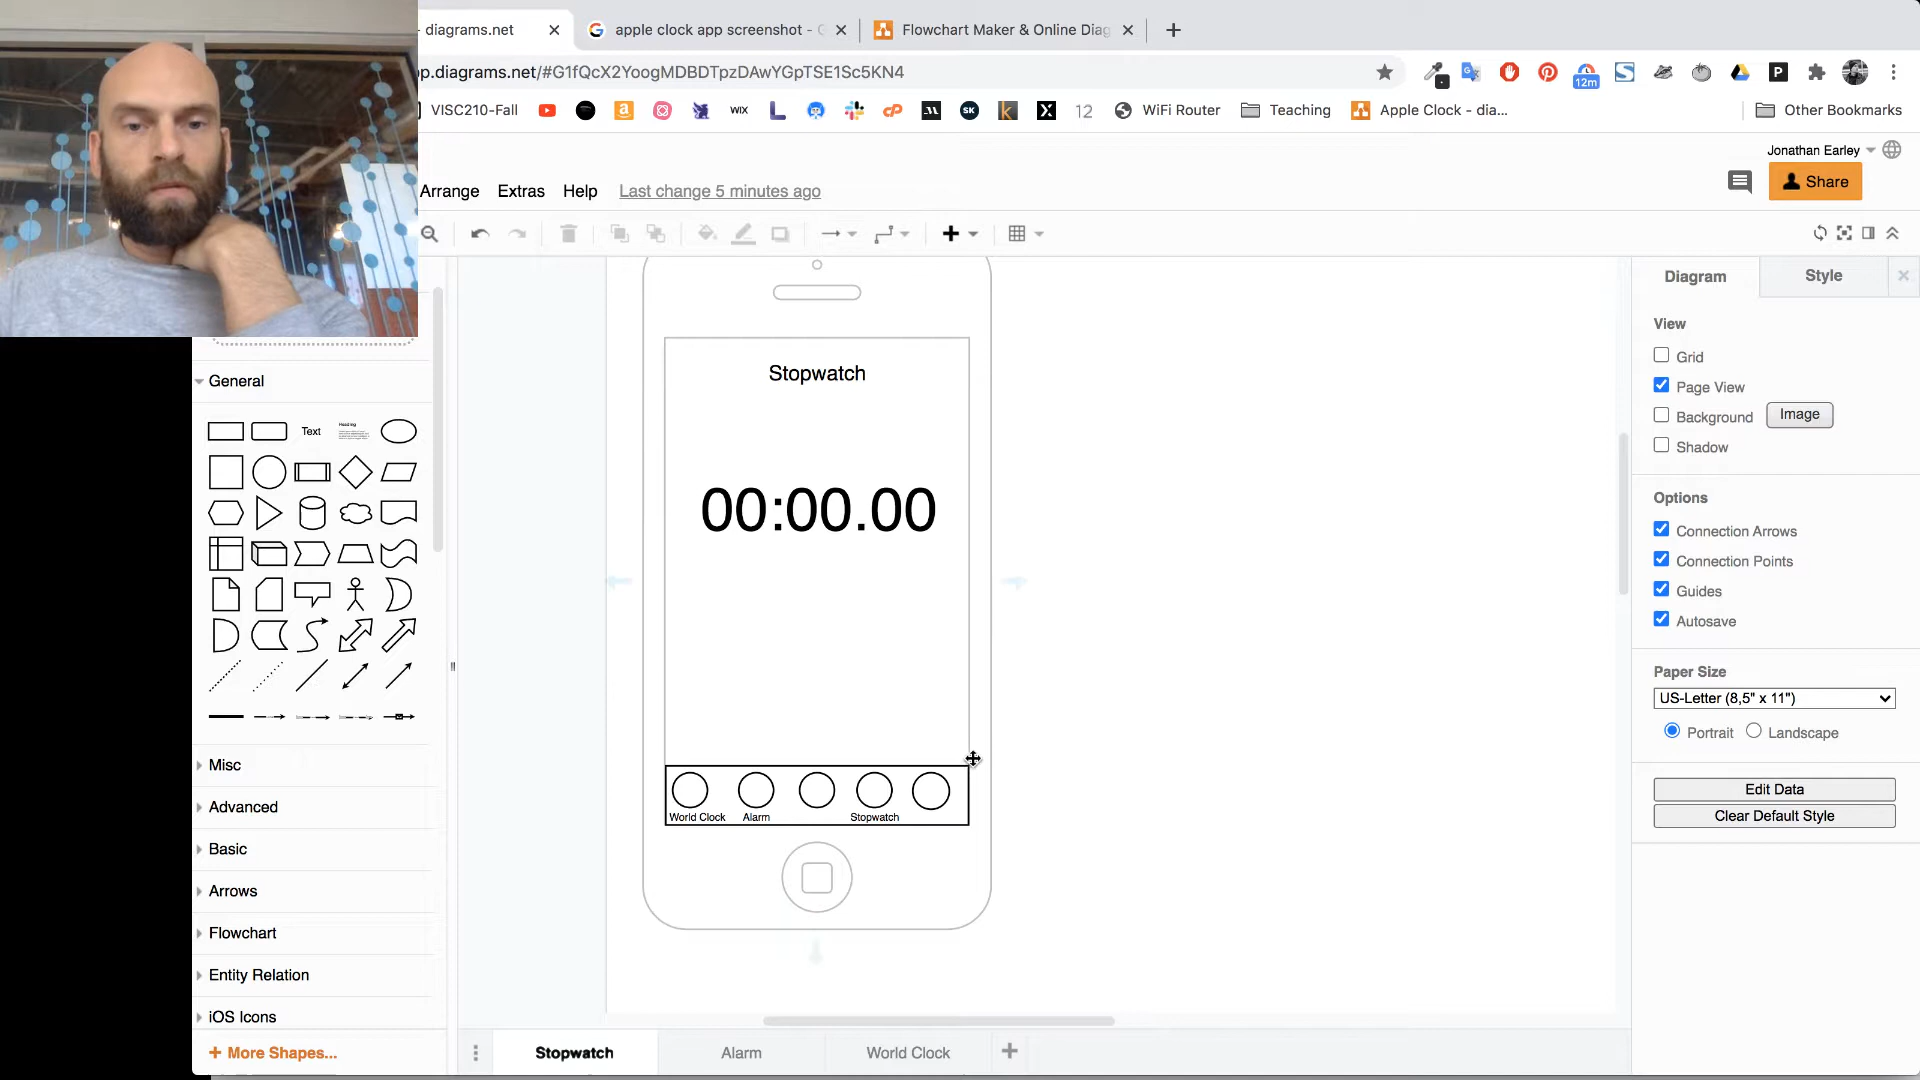 diagrams.net
apple clock app screenshot - G
Flowchart Maker & Online Diag
p.diagrams.net/#G1fQcX2YoogMDBDTpzDAwYGpTSE1Sc5KN4
12m
P
VISC210-Fall
WiX
CP
SK
k
X
12
WiFi Router
Teaching
Apple Clock - dia...
Other Bookmarks
Jonathan Earley
Arrange
Extras
Help
Last change 5 minutes ago
Share
Diagram
Style
View
Grid
Page View
Background
Image
Shadow
Options
Connection Arrows
Connection Points
Guides
Autosave
Paper Size
US-Letter (8,5" x 11")
Portrait
Landscape
Edit Data
Clear Default Style
General
Text
Heading
Misc
Advanced
Basic
Arrows
Flowchart
Entity Relation
iOS Icons
+ More Shapes...
Stopwatch
00:00.00
World Clock
Alarm
Stopwatch
Stopwatch
Alarm
World Clock